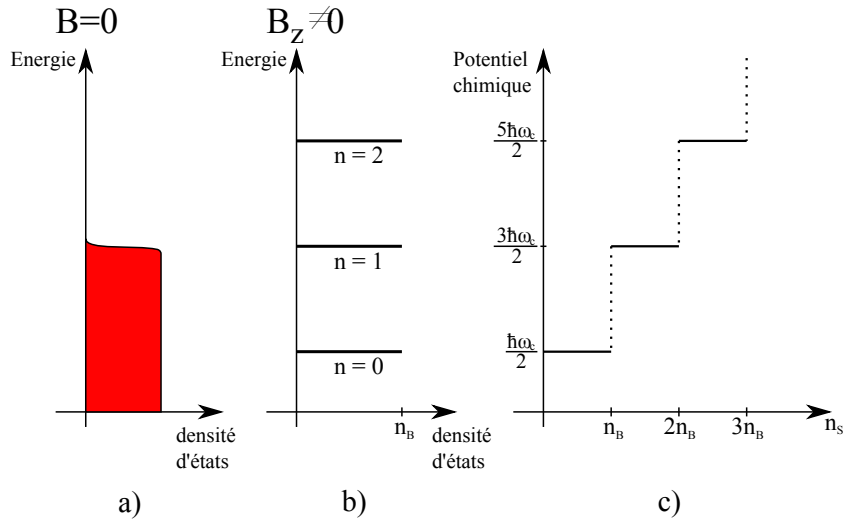 B=0
Energie
densité
d'états
a)
B_z ≠0
Energie
n = 2
n = 1
n = 0
n_B
densité
d'états
b)
Potentiel
chimique
5ħω_c
2
3ħω_c
2
ħω_c
2
n_B
2n_B
3n_B
n_S
c)